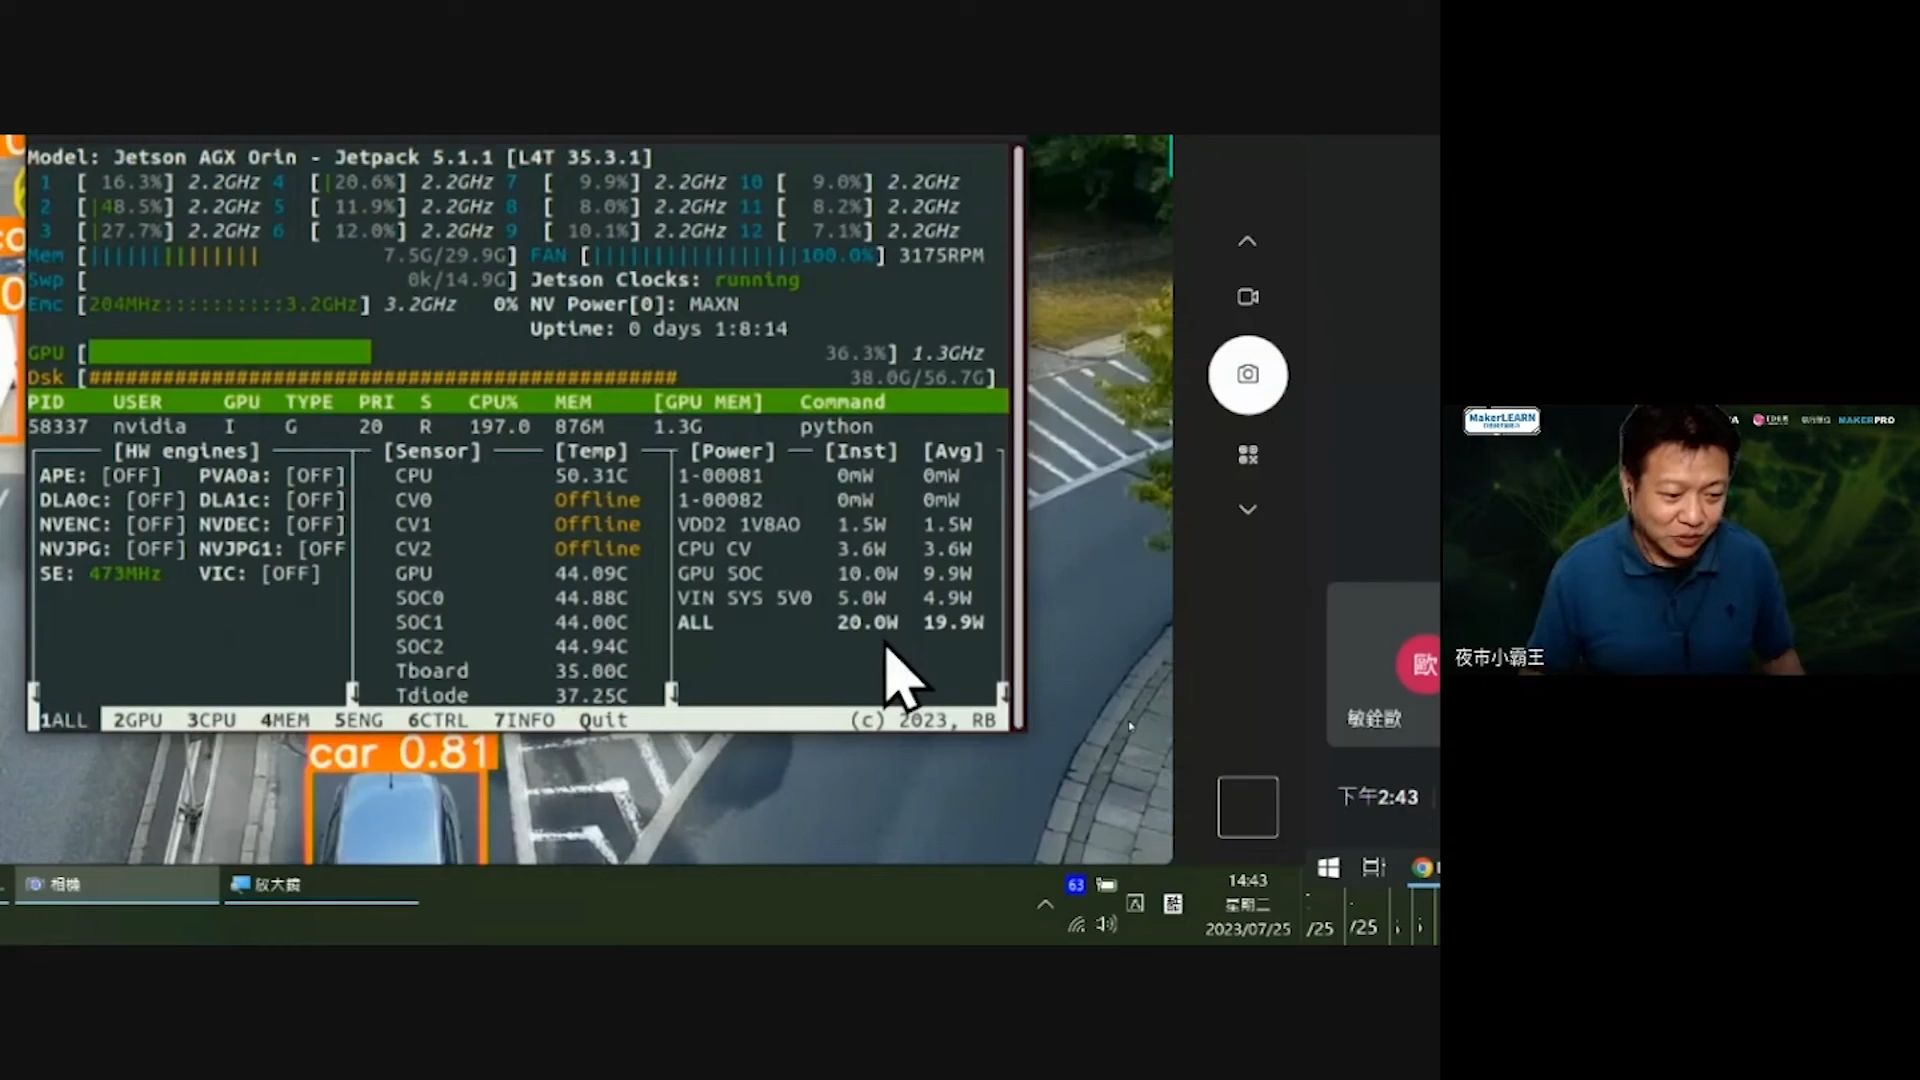 Model: Jetson AGX Orin - Jetpack 5.1.1 [L4T 35.3.1]
1 [ 16.3%] 2.2GHz 4 [|20.6%] 2.2GHz 7 [ 9.9%] 2.2GHz 10 [ 9.0%] 2.2GHz
2 [|48.5%] 2.2GHz 5 [ 11.9%] 2.2GHz 8 [ 8.0%] 2.2GHz 11 [ 8.2%] 2.2GHz
3 [|27.7%] 2.2GHz 6 [ 12.0%] 2.2GHz 9 [ 10.1%] 2.2GHz 12 [ 7.1%] 2.2GHz
Mem [ 7.5G/29.9G] FAN [ 100.0%] 3175RPM
Swp [ 0k/14.9G] Jetson Clocks: running
Emc [204MHz::::::::::3.2GHz] 3.2GHz 0% NV Power[0]: MAXN
Uptime: 0 days 1:8:14
GPU [ 36.3%] 1.3GHz
Dsk [################################################ 38.0G/56.7G]
PID USER GPU TYPE PRI S CPU% MEM [GPU MEM] Command
58337 nvidia I G 20 R 197.0 876M 1.3G python
[HW engines] [Sensor] [Temp] [Power] [Inst] [Avg]
APE: [OFF] PVA0a: [OFF] CPU 50.31C 1-00081 0mW 0mW
DLA0c: [OFF] DLA1c: [OFF] CV0 Offline 1-00082 0mW 0mW
NVENC: [OFF] NVDEC: [OFF] CV1 Offline VDD2 1V8AO 1.5W 1.5W
NVJPG: [OFF] NVJPG1: [OFF CV2 Offline CPU CV 3.6W 3.6W
SE: 473MHz VIC: [OFF] GPU 44.09C GPU SOC 10.0W 9.9W
SOC0 44.88C VIN SYS 5V0 5.0W 4.9W
SOC1 44.00C ALL 20.0W 19.9W
SOC2 44.94C
Tboard 35.00C
Tdiode 37.25C
1ALL 2GPU 3CPU 4MEM 5ENG 6CTRL 7INFO Quit (c) 2023, RB
car 0.81
相機
放大鏡
63
酷
14:43
星期二
2023/07/25
/25
/25
歐
敏銓歐
下午2:43
MakerLEARN
MAKERPRO
夜市小霸王